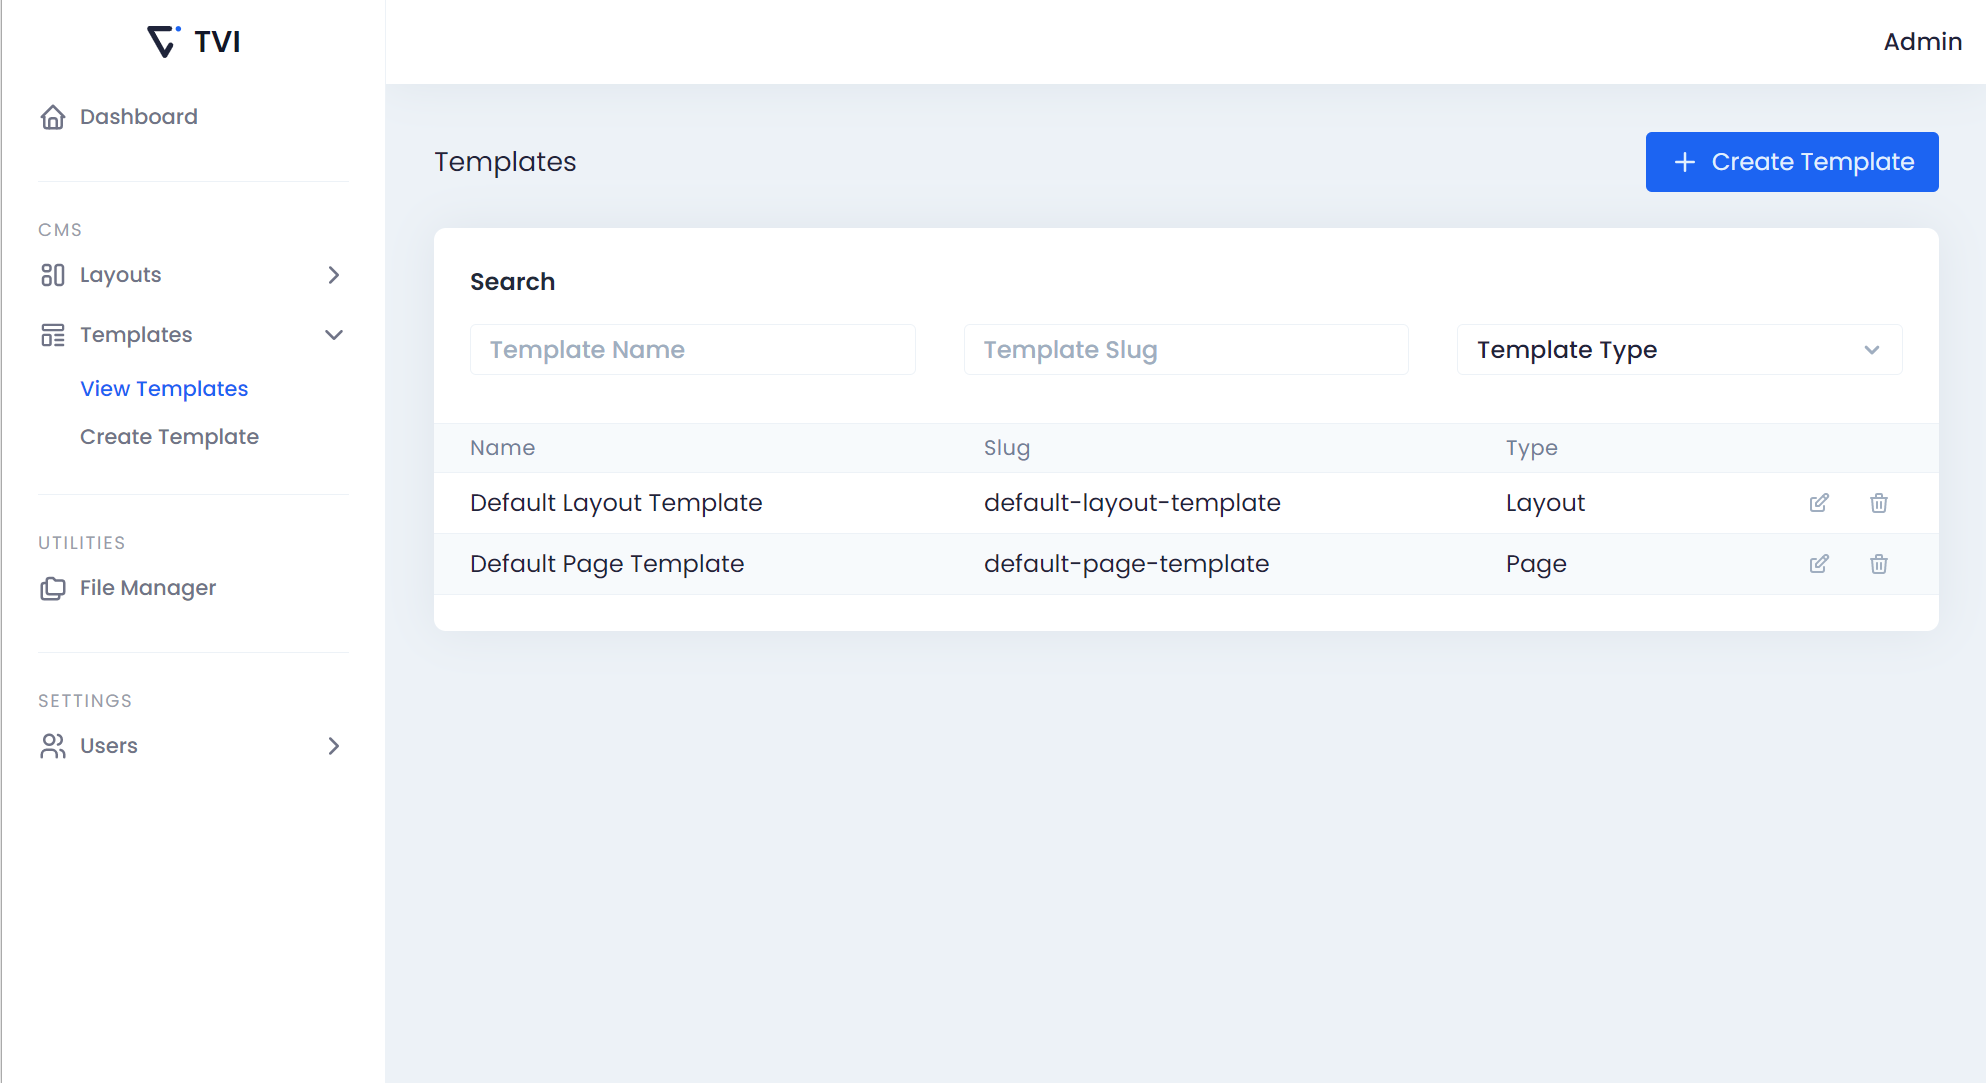 TVI
Admin
Dashboard
CMS
Layouts
Templates
View Templates
Create Template
UTILITIES
File Manager
SETTINGS
Users
Templates
Create Template
Search
Template Name
Template Slug
Template Type
Name Slug Type
Default Layout Template default-layout-template Layout
Default Page Template default-page-template Page